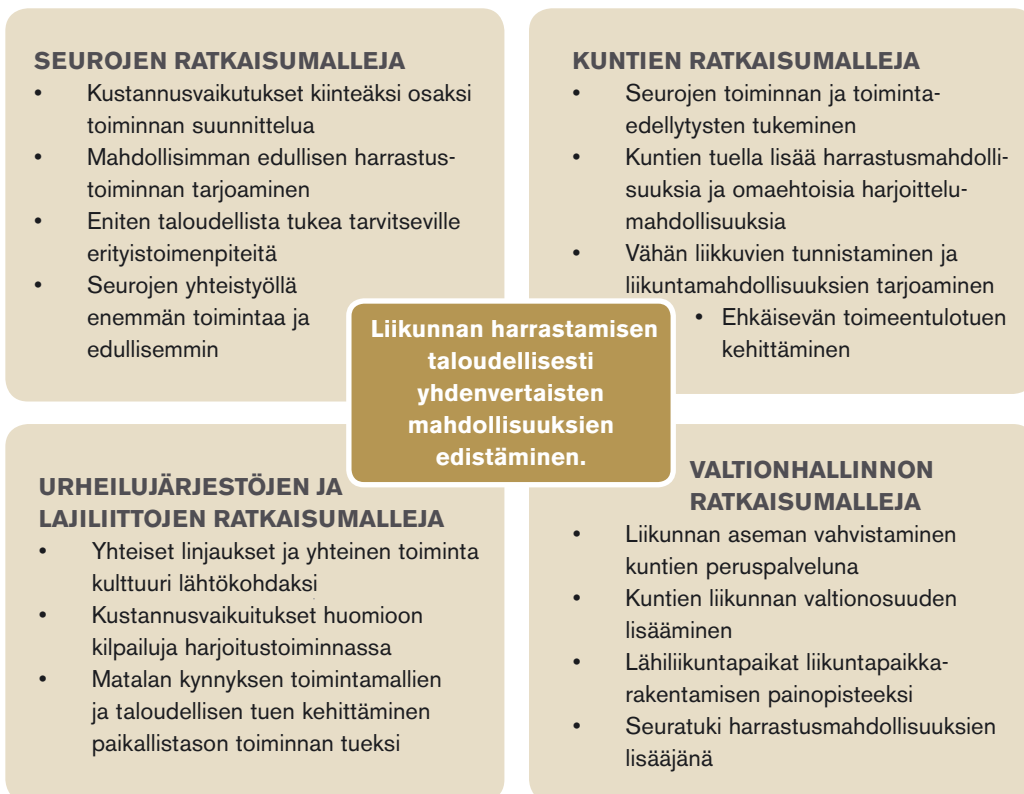 SEUROJEN RATKAISUMALLEJA
• Kustannusvaikutukset kiinteäksi osaksi
toiminnan suunnittelua
• Mahdollisimman edullisen harrastus-
toiminnan tarjoaminen
• Eniten taloudellista tukea tarvitseville
erityistoimenpiteitä
• Seurojen yhteistyöllä
enemmän toimintaa ja
edullisemmin
KUNTIEN RATKAISUMALLEJA
• Seurojen toiminnan ja toiminta-
edellytysten tukeminen
• Kuntien tuella lisää harrastusmahdolli-
suuksia ja omaehtoisia harjoittelu-
mahdollisuuksia
• Vähän liikkuvien tunnistaminen ja
liikuntamahdollisuuksien tarjoaminen
• Ehkäisevän toimeentulotuen
kehittäminen
Liikunnan harrastamisen
taloudellisesti
yhdenvertaisten
mahdollisuuksien
edistäminen.
URHEILUJÄRJESTÖJEN JA
LAJILIITTOJEN RATKAISUMALLEJA
• Yhteiset linjaukset ja yhteinen toiminta
kulttuuri lähtökohdaksi
• Kustannusvaikuitukset huomioon
kilpailuja harjoitustoiminnassa
• Matalan kynnyksen toimintamallien
ja taloudellisen tuen kehittäminen
paikallistason toiminnan tueksi
VALTIONHALLINNON
RATKAISUMALLEJA
• Liikunnan aseman vahvistaminen
kuntien peruspalveluna
• Kuntien liikunnan valtionosuuden
lisääminen
• Lähiliikuntapaikat liikuntapaikka-
rakentamisen painopisteeksi
• Seuratuki harrastusmahdollisuuksien
lisääjänä